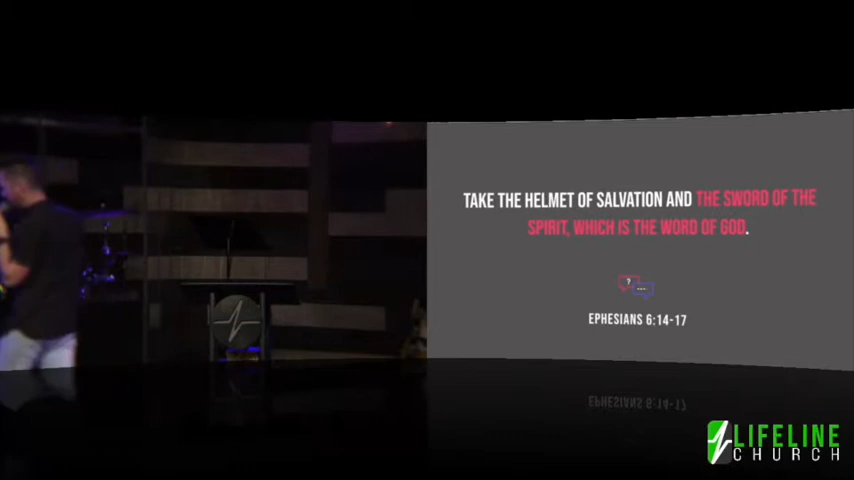 TAKE THE HELMET OF SALVATION AND THE SWORD OF THE
SPIRIT, WHICH IS THE WORD OF GOD.
?
...
EPHESIANS 6:14-17
LIFELINE
CHURCH